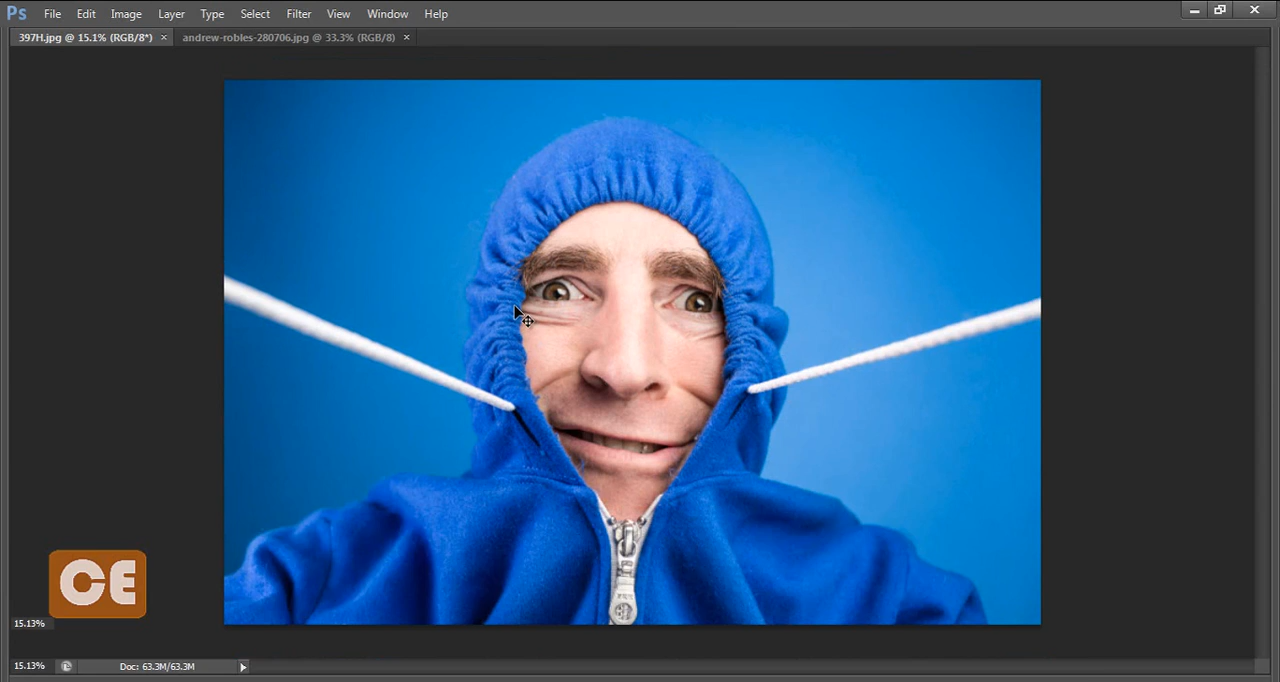 Ps File Edit Image Layer Type Select Filter View Window Help
397H.jpg @ 15.1% (RGB/8*) × andrew-robles-280706.jpg @ 33.3% (RGB/8) ×
CE
15.13%
15.13% Doc: 63.3M/63.3M